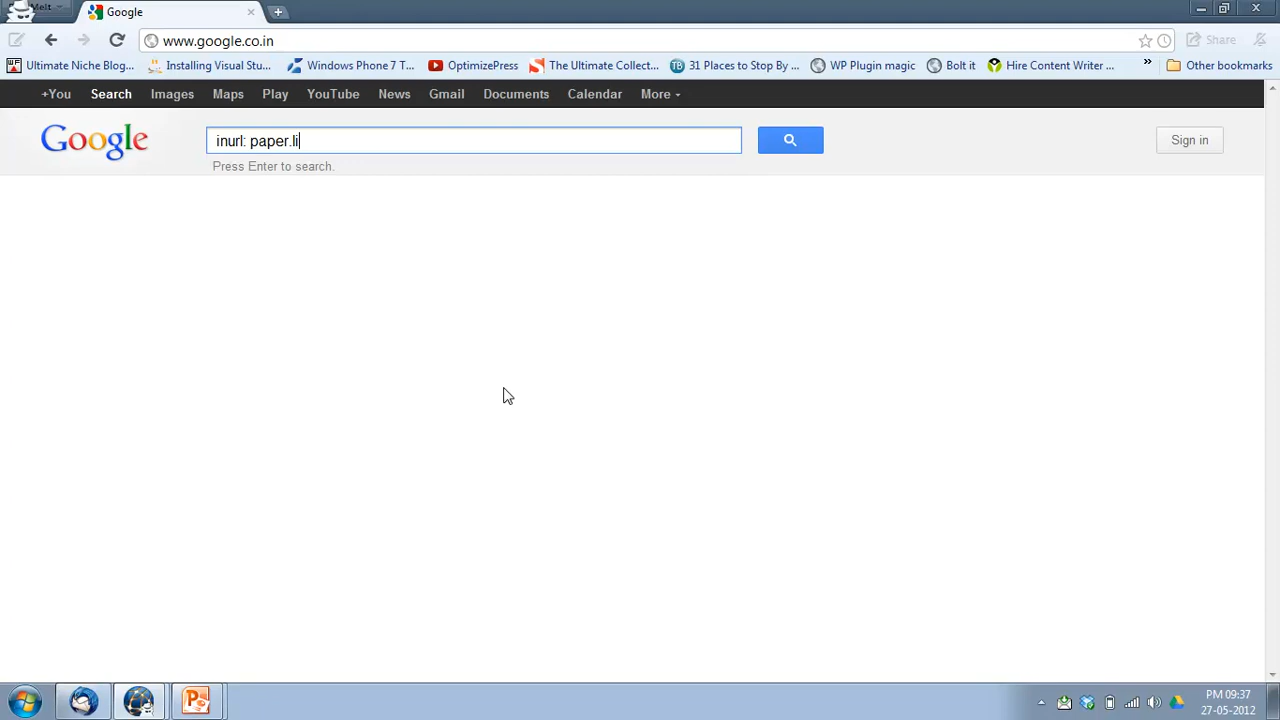 Melt
Google
www.google.co.in
Share
Ultimate Niche Blog...
Installing Visual Stu...
Windows Phone 7 T...
OptimizePress
The Ultimate Collect...
31 Places to Stop By ...
WP Plugin magic
Bolt it
Hire Content Writer ...
»
Other bookmarks
+You
Search
Images
Maps
Play
YouTube
News
Gmail
Documents
Calendar
More
Google
inurl: paper.li
Sign in
Press Enter to search.
PM 09:37
27-05-2012